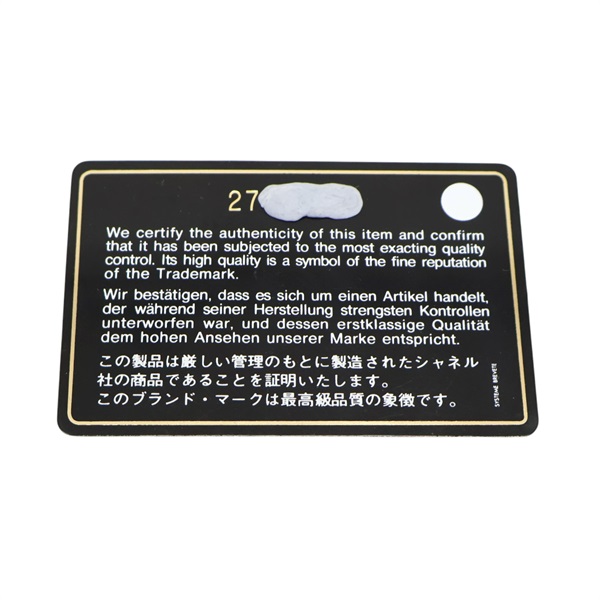 27
We certify the authenticity of this item and confirm
that it has been subjected to the most exacting quality
control. Its high quality is a symbol of the fine reputation
of the Trademark.
Wir bestätigen, dass es sich um einen Artikel handelt,
der während seiner Herstellung strengsten Kontrollen
unterworfen war, und dessen erstklassige Qualität
dem hohen Ansehen unserer Marke entspricht.
この製品は厳しい管理のもとに製造されたシャネル
社の商品であることを証明いたします。
このブランド・マークは最高級品質の象徴です。